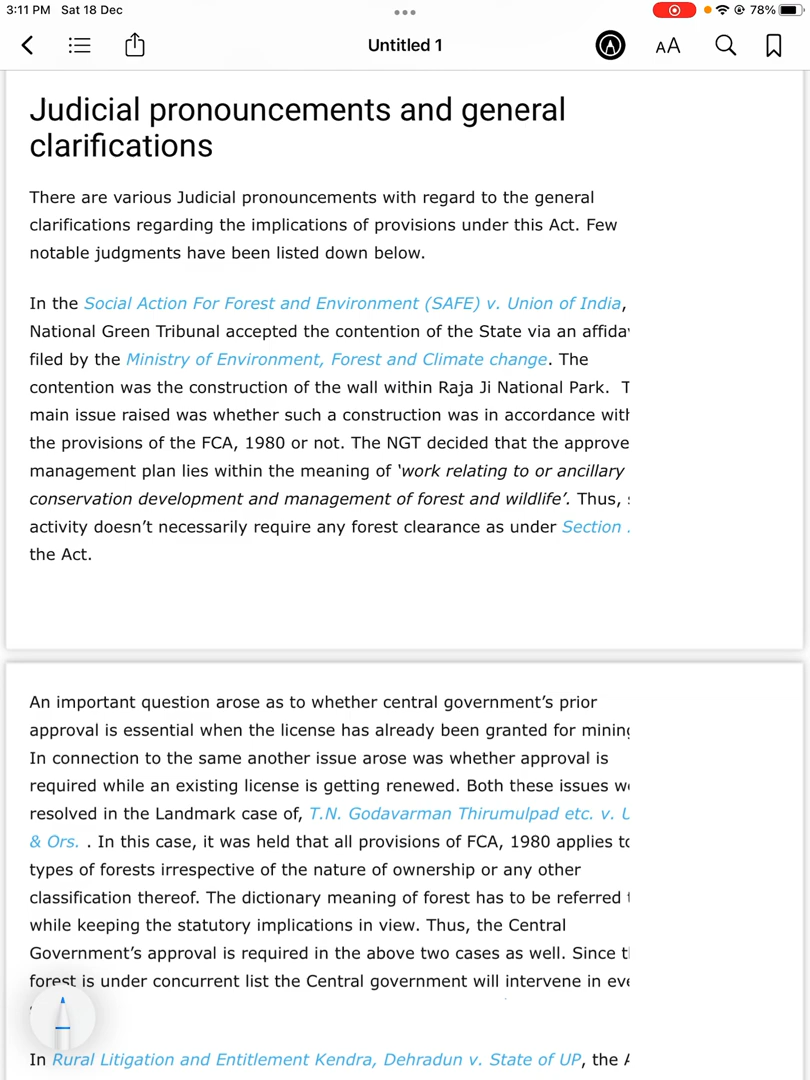 3:11 PM Sat 18 Dec
78%
Untitled 1
AA
Judicial pronouncements and general
clarifications
There are various Judicial pronouncements with regard to the general
clarifications regarding the implications of provisions under this Act. Few
notable judgments have been listed down below.
In the Social Action For Forest and Environment (SAFE) v. Union of India,
National Green Tribunal accepted the contention of the State via an
filed by the Ministry of Environment, Forest and Climate change. The
contention was the construction of the wall within Raja Ji National Park.
main issue raised was whether such a construction was in accordance with
the provisions of the FCA, 1980 or not. The NGT decided that the approve
management plan lies within the meaning of ‘work relating to or ancillary
conservation development and management of forest and wildlife’. Thus,
activity doesn’t necessarily require any forest clearance as under Section
the Act.
An important question arose as to whether central government’s prior
approval is essential when the license has already been granted for
In connection to the same another issue arose was whether approval is
required while an existing license is getting renewed. Both these issues
resolved in the Landmark case of, T.N. Godavarman Thirumulpad etc. v.
& Ors. . In this case, it was held that all provisions of FCA, 1980 applies
types of forests irrespective of the nature of ownership or any other
classification thereof. The dictionary meaning of forest has to be referred
while keeping the statutory implications in view. Thus, the Central
Government’s approval is required in the above two cases as well. Since
forest is under concurrent list the Central government will intervene in
In Rural Litigation and Entitlement Kendra, Dehradun v. State of UP, the